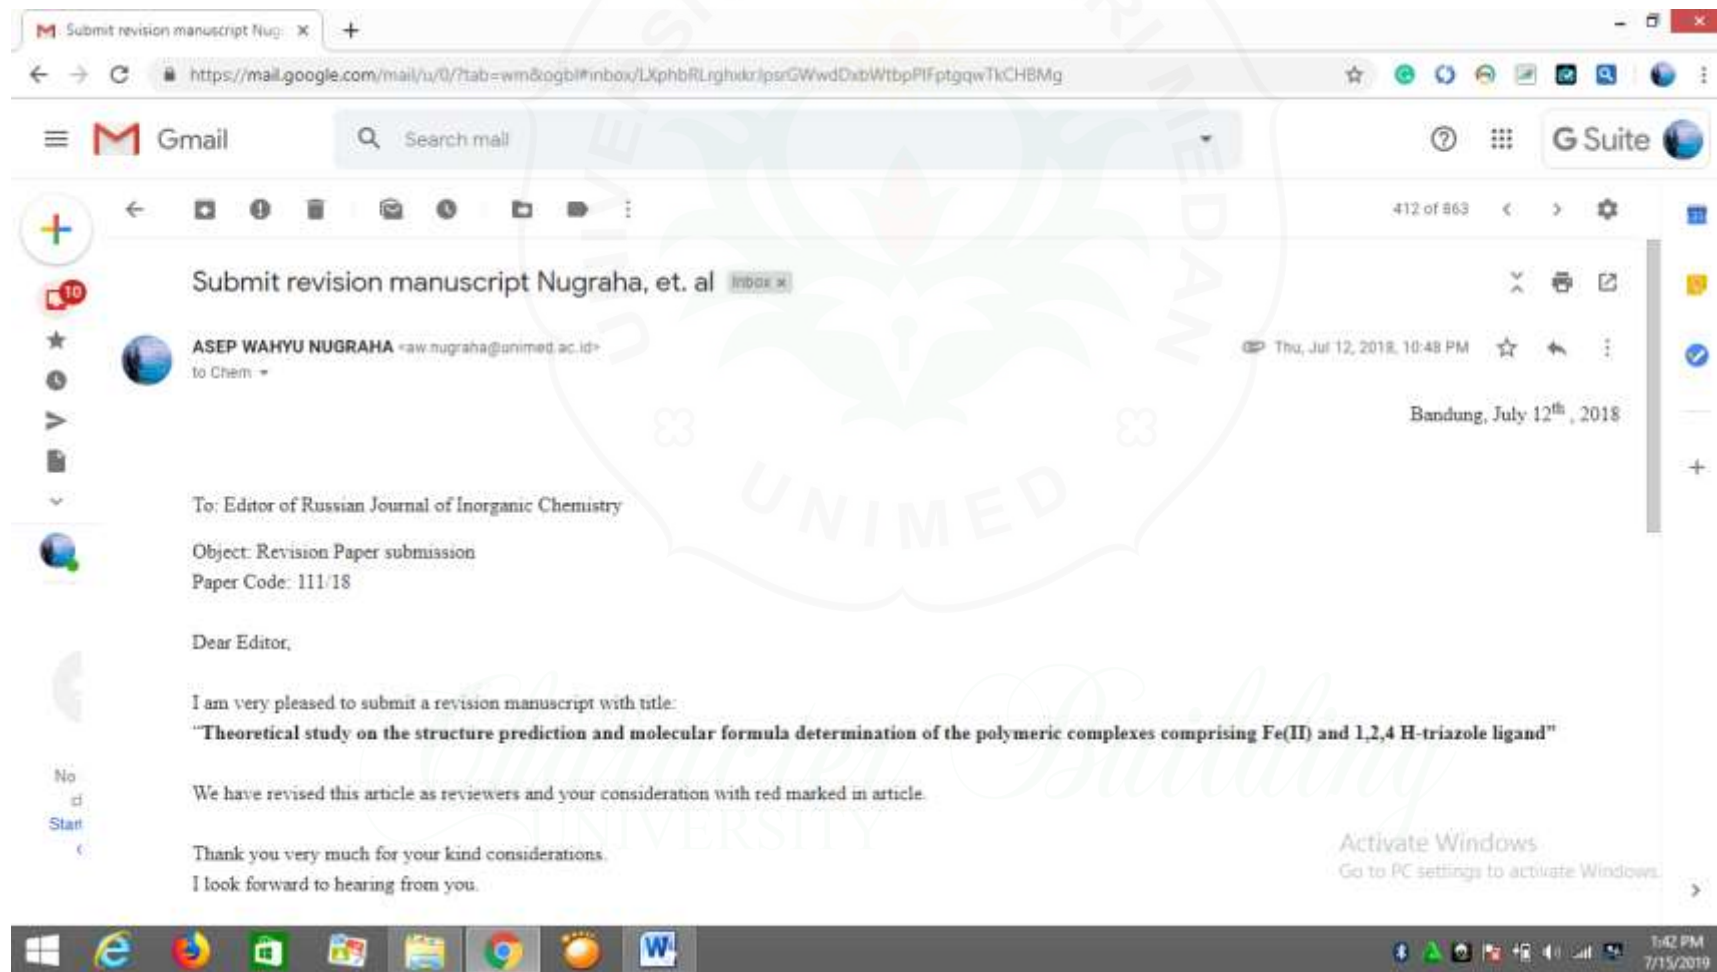 Submit revision manuscript Nug
https://mail.google.com/mail/u/0/?tab=wm&ogbl#inbox/
Gmail
Search mail
G Suite
412 of 863
10
Submit revision manuscript Nugraha, et. al Inbox x
ASEP WAHYU NUGRAHA <aw.nugraha@unimed.ac.id>
Thu, Jul 12, 2018, 10:48 PM
to Chem
Bandung, July 12th , 2018
To: Editor of Russian Journal of Inorganic Chemistry
Object: Revision Paper submission
Paper Code: 111/18
Dear Editor,
I am very pleased to submit a revision manuscript with title:
"Theoretical study on the structure prediction and molecular formula determination of the polymeric complexes comprising Fe(II) and 1,2,4 H-triazole ligand"
We have revised this article as reviewers and your consideration with red marked in article.
Thank you very much for your kind considerations.
I look forward to hearing from you.
No
Start
Activate Windows
Go to PC settings to activate Windows.
1:42 PM
7/15/2019
UNIMED
Character Building
UNIVERSITY